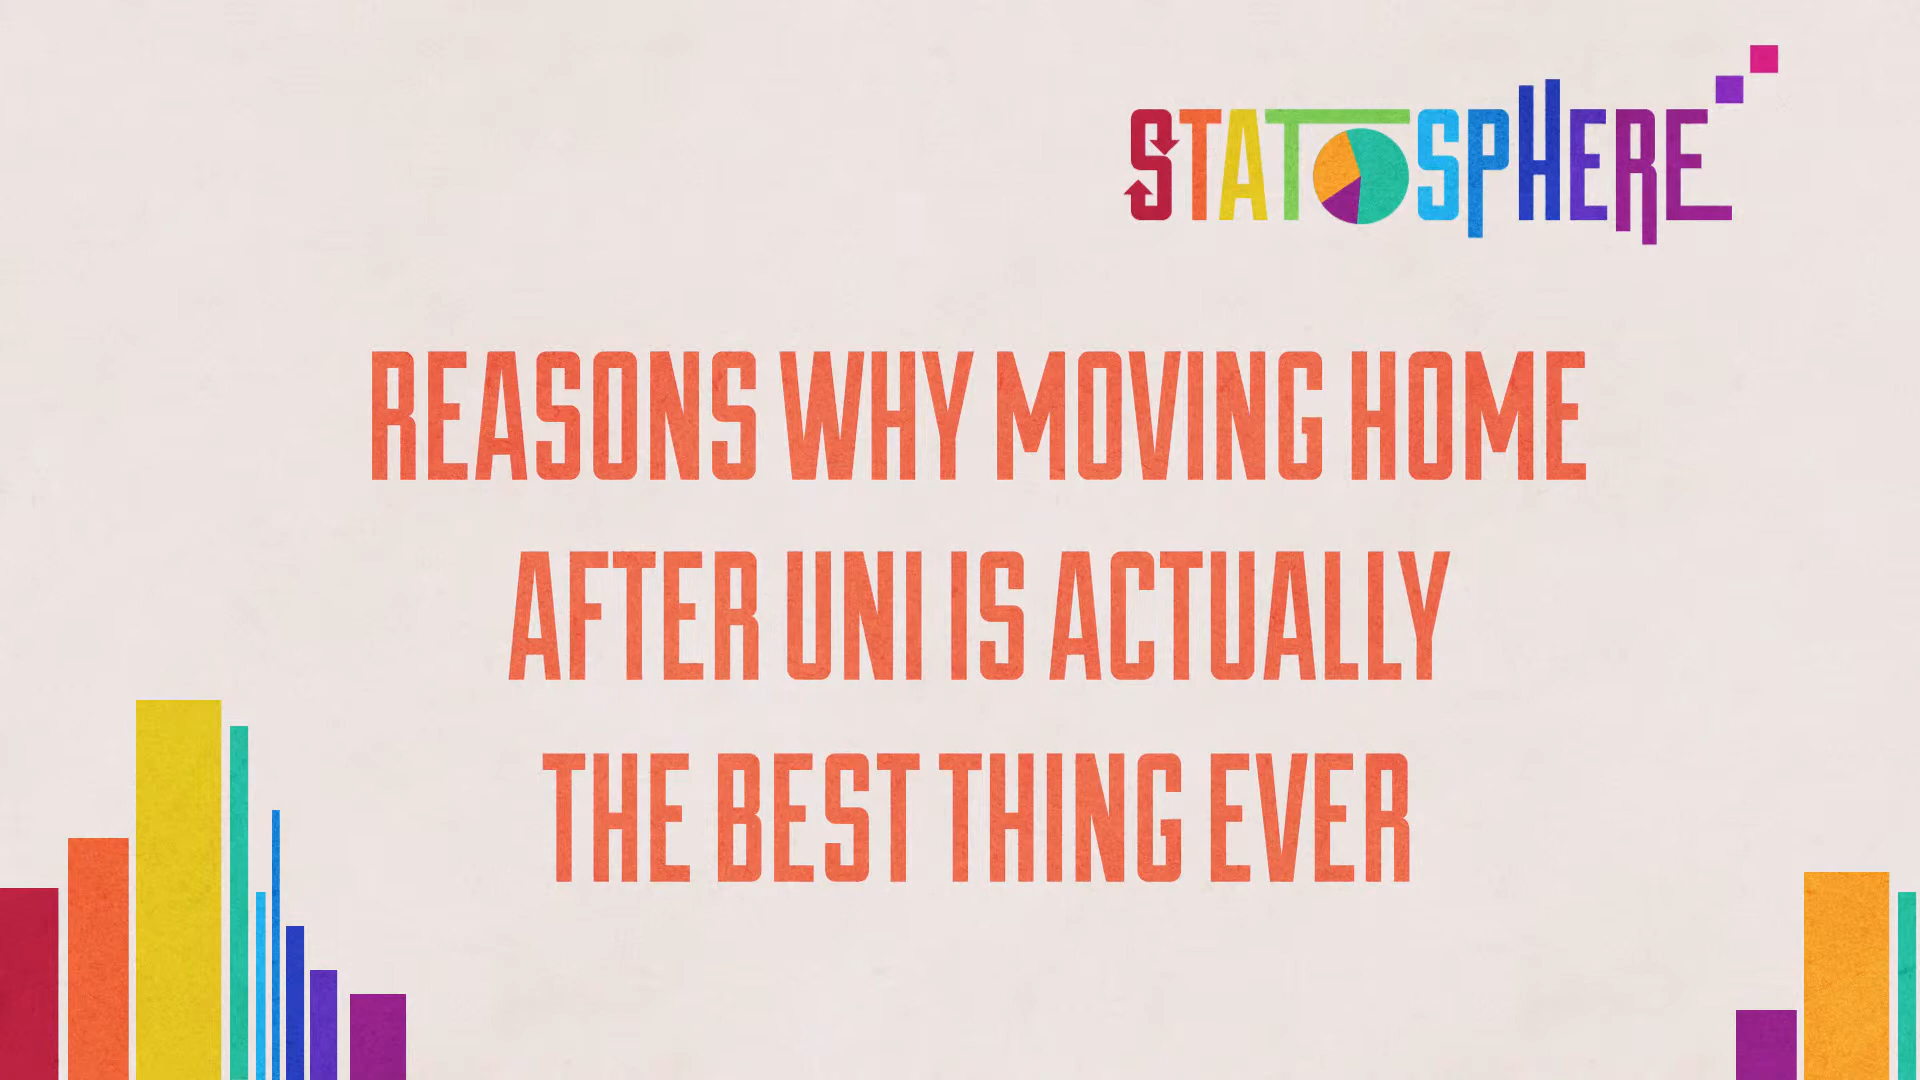 STATOSPHERE
REASONS WHY MOVING HOME
AFTER UNI IS ACTUALLY
THE BEST THING EVER